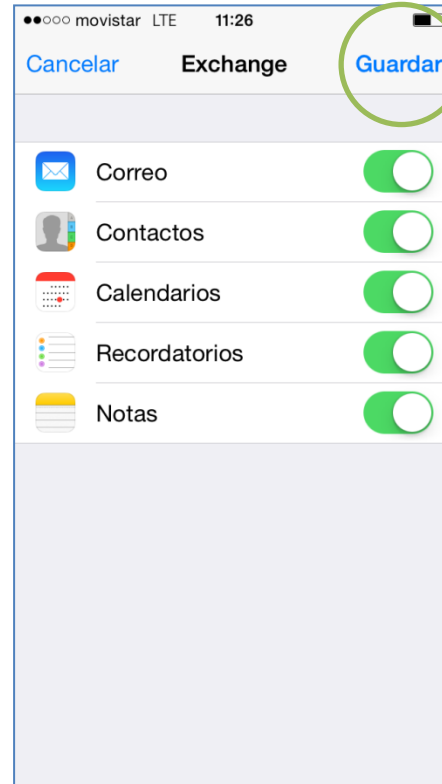 movistar LTE 11:26
Cancelar Exchange Guardar
Correo
Contactos
Calendarios
Recordatorios
Notas